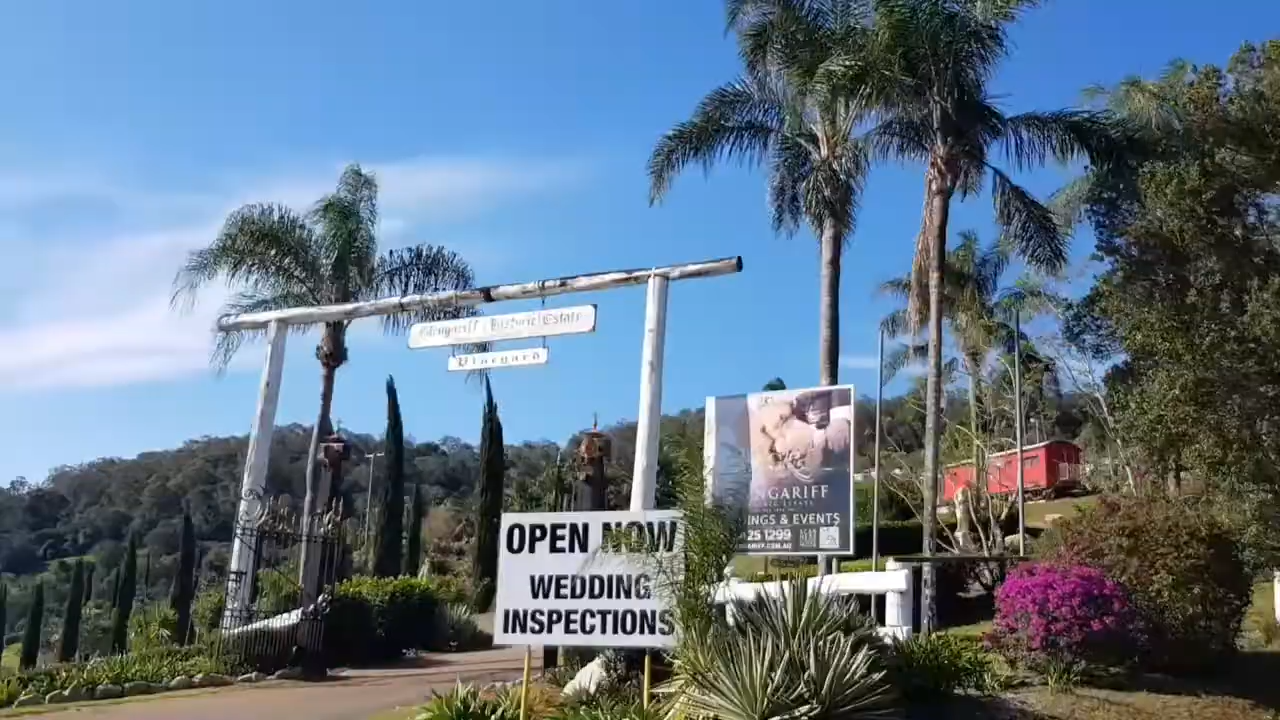 Glengariff Historic Estate
Vineyard
OPEN NOW
WEDDING
INSPECTIONS
NGARIFF
INGS & EVENTS
25 1299